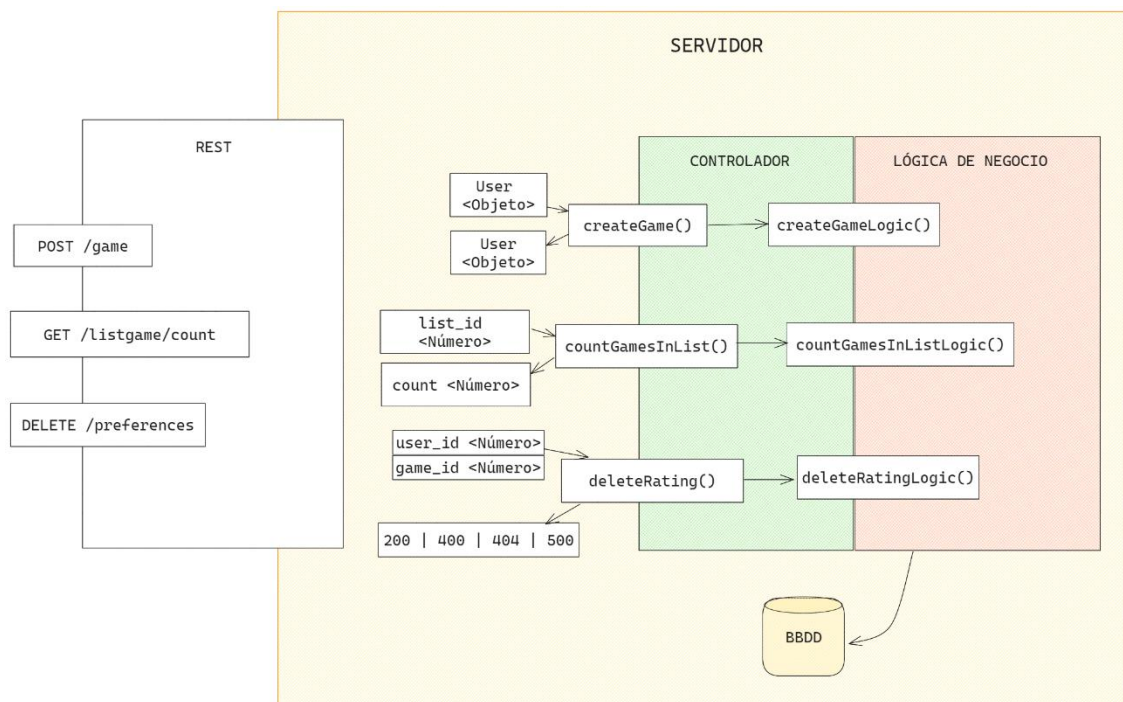 SERVIDOR
REST
POST /game
GET /listgame/count
DELETE /preferences
CONTROLADOR
LÓGICA DE NEGOCIO
User
<Objeto>
User
<Objeto>
createGame()
createGameLogic()
list_id
<Número>
count <Número>
countGamesInList()
countGamesInListLogic()
user_id <Número>
game_id <Número>
200 | 400 | 404 | 500
deleteRating()
deleteRatingLogic()
BBDD